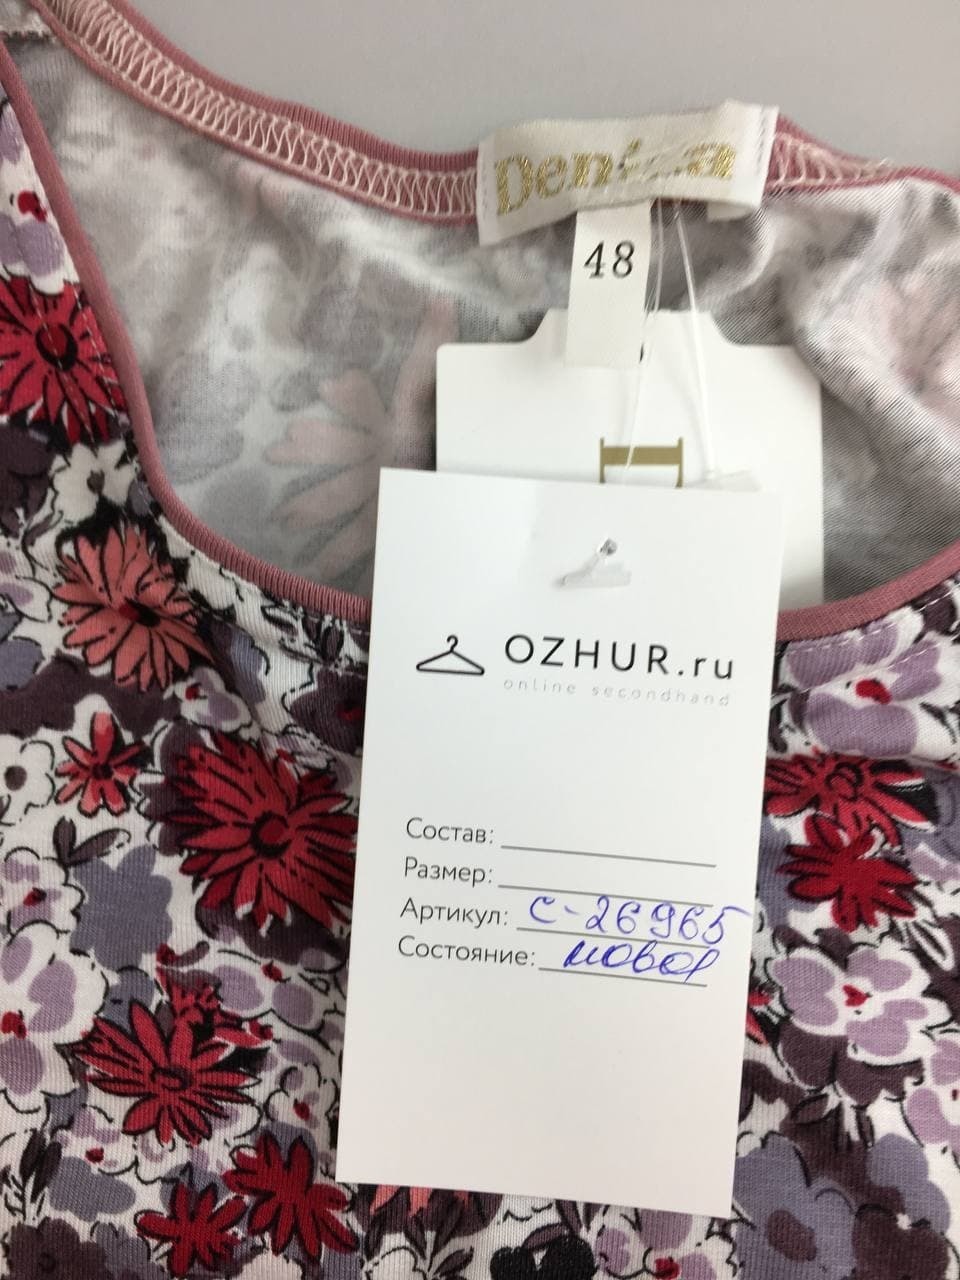 48
OZHUR.ru
online secondhand
Состав:
Размер:
Артикул: с-26965
Состояние: новое